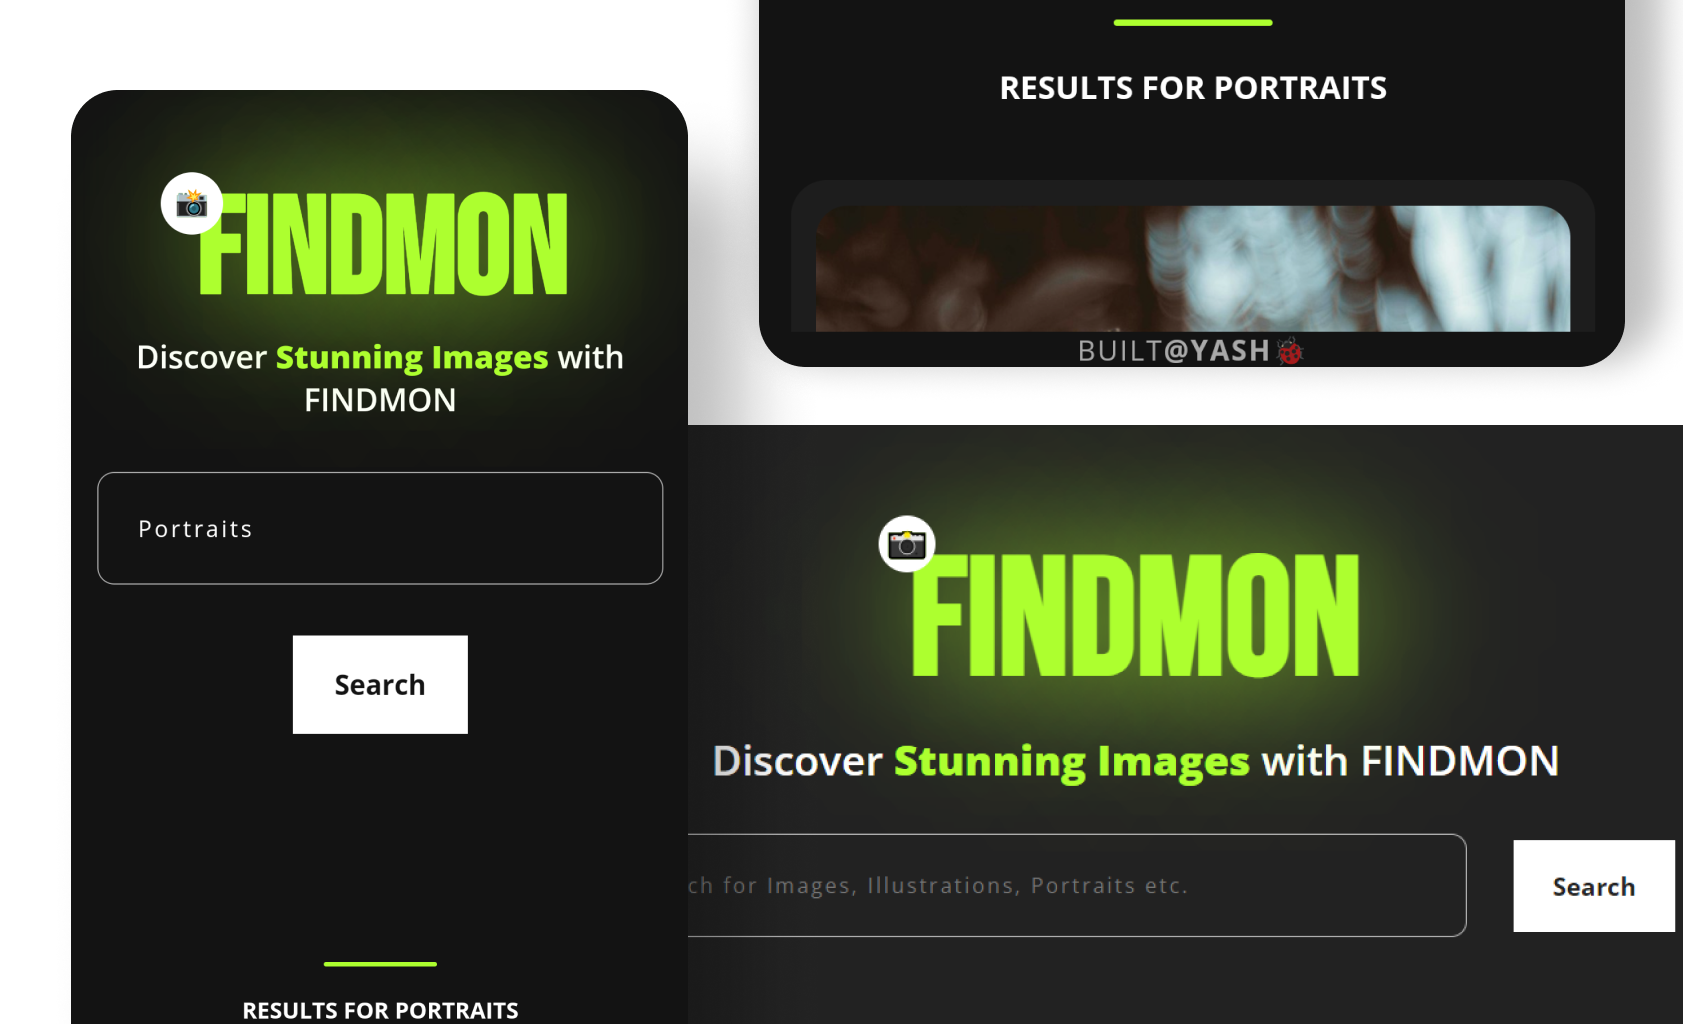 FINDMON
Discover Stunning Images with
FINDMON
Portraits
Search
RESULTS FOR PORTRAITS
RESULTS FOR PORTRAITS
BUILT@YASH🐞
FINDMON
Discover Stunning Images with FINDMON
ch for Images, Illustrations, Portraits etc.
Search